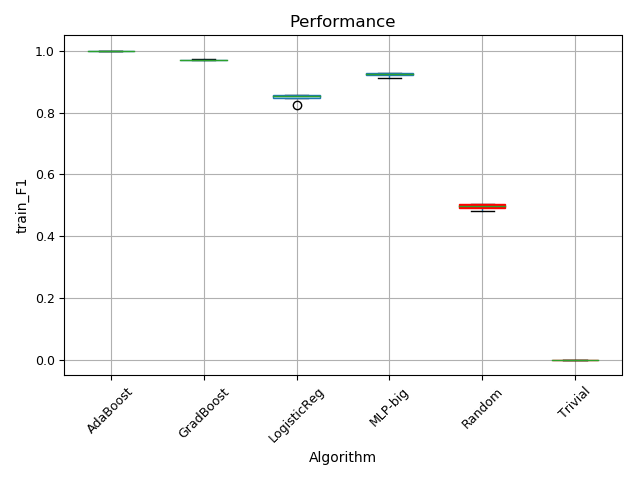 Performance
train_F1
1.0
0.8
0.6
0.4
0.2
0.0
AdaBoost
GradBoost
LogisticReg
MLP-big
Random
Trivial
Algorithm